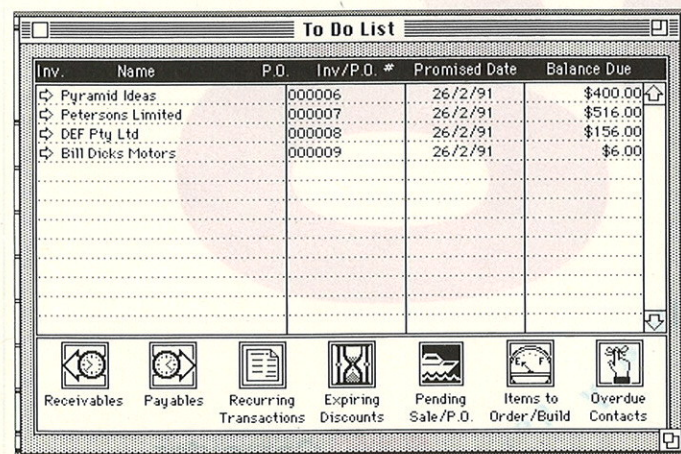 To Do List
Inv. Name P.O. Inv/P.O. # Promised Date Balance Due
Pyramid Ideas 000006 26/2/91 $400.00
Petersons Limited 000007 26/2/91 $516.00
DEF Pty Ltd 000008 26/2/91 $156.00
Bill Dicks Motors 000009 26/2/91 $6.00
E F
Receivables Payables Recurring Transactions Expiring Discounts Pending Sale/P.O. Items to Order/Build Overdue Contacts